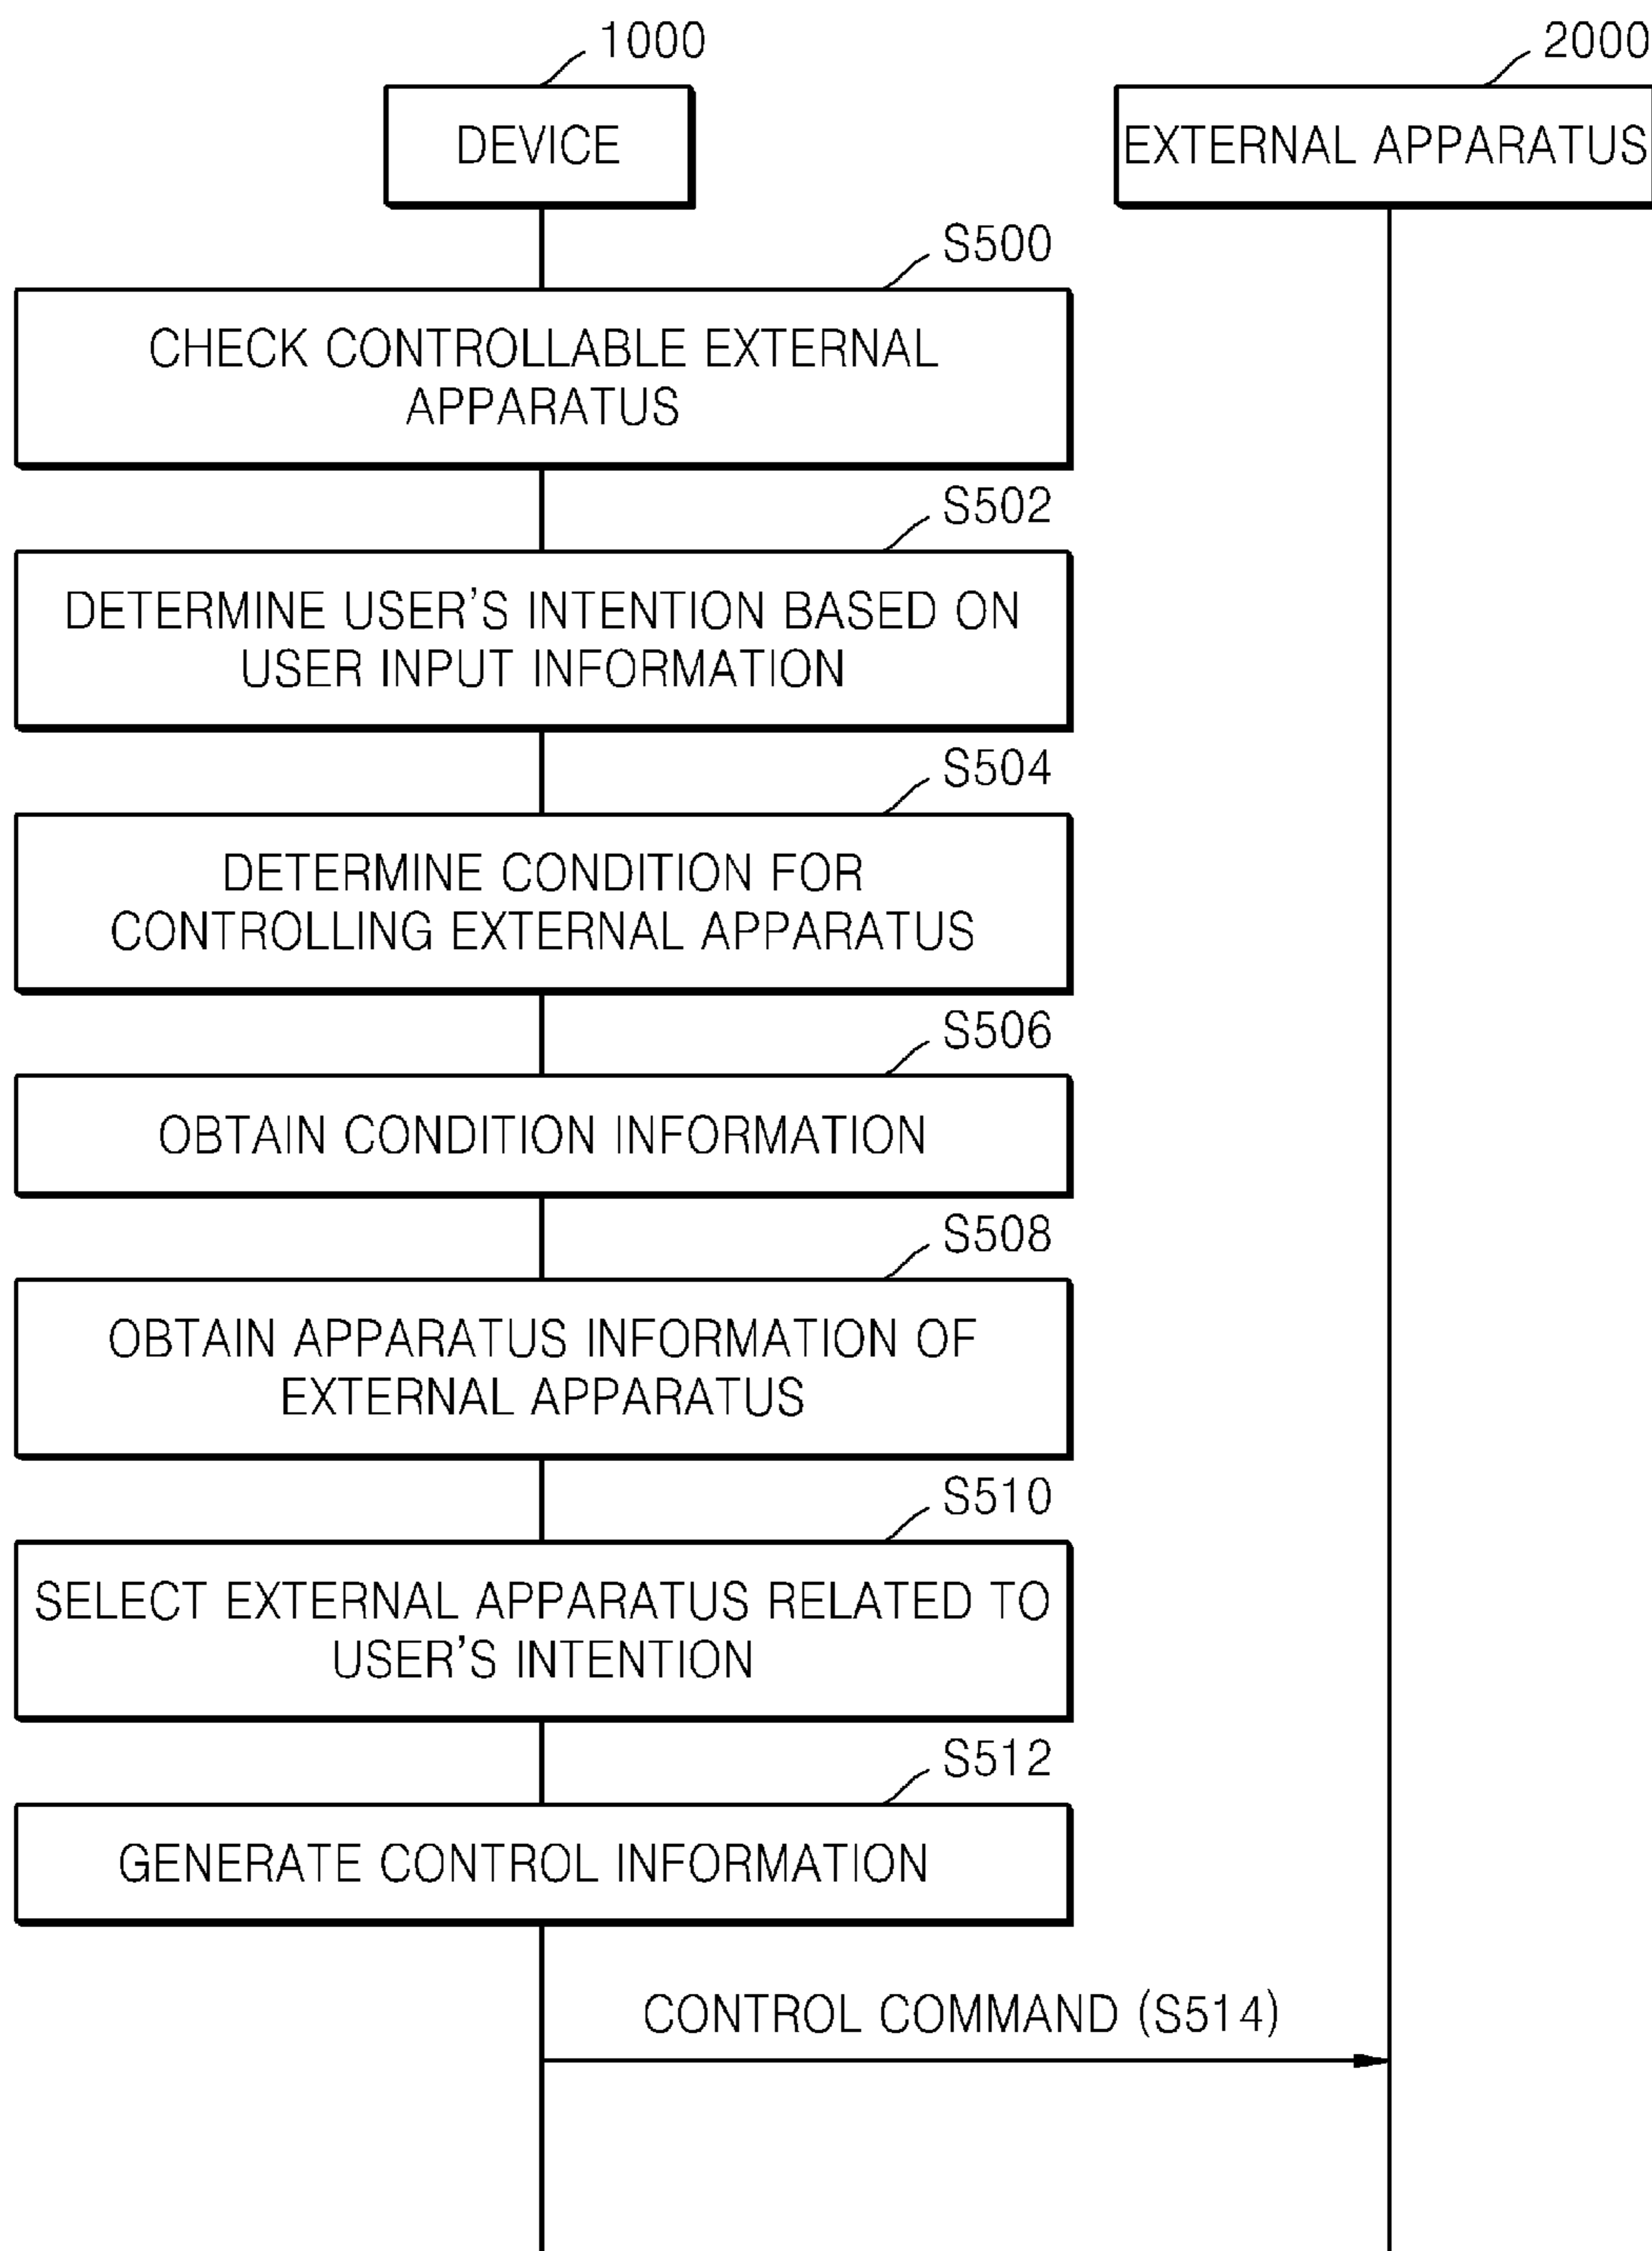 1000
2000
DEVICE
EXTERNAL APPARATUS
S500
CHECK CONTROLLABLE EXTERNAL
APPARATUS
S502
DETERMINE USER'S INTENTION BASED ON
USER INPUT INFORMATION
S504
DETERMINE CONDITION FOR
CONTROLLING EXTERNAL APPARATUS
S506
OBTAIN CONDITION INFORMATION
S508
OBTAIN APPARATUS INFORMATION OF
EXTERNAL APPARATUS
S510
SELECT EXTERNAL APPARATUS RELATED TO
USER'S INTENTION
S512
GENERATE CONTROL INFORMATION
CONTROL COMMAND (S514)